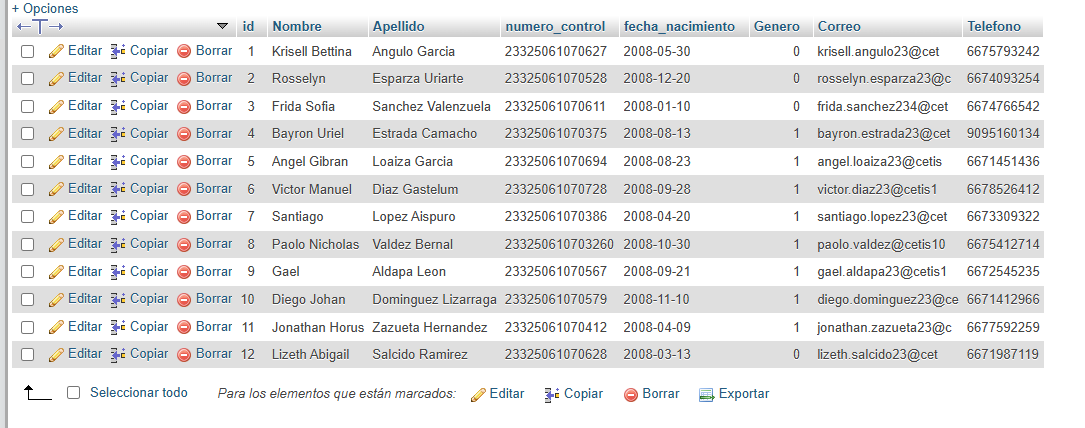 + Opciones
id Nombre Apellido numero_control fecha_nacimiento Genero Correo Telefono
Editar Copiar Borrar 1 Krisell Bettina Angulo Garcia 23325061070627 2008-05-30 0 krisell.angulo23@cet 6675793242
Editar Copiar Borrar 2 Rosselyn Esparza Uriarte 23325061070528 2008-12-20 0 rosselyn.esparza23@c 6674093254
Editar Copiar Borrar 3 Frida Sofia Sanchez Valenzuela 23325061070611 2008-01-10 0 frida.sanchez234@cet 6674766542
Editar Copiar Borrar 4 Bayron Uriel Estrada Camacho 23325061070375 2008-08-13 1 bayron.estrada23@cet 9095160134
Editar Copiar Borrar 5 Angel Gibran Loaiza Garcia 23325061070694 2008-08-23 1 angel.loaiza23@cetis 6671451436
Editar Copiar Borrar 6 Victor Manuel Diaz Gastelum 23325061070728 2008-09-28 1 victor.diaz23@cetis1 6678526412
Editar Copiar Borrar 7 Santiago Lopez Aispuro 23325061070386 2008-04-20 1 santiago.lopez23@cet 6673309322
Editar Copiar Borrar 8 Paolo Nicholas Valdez Bernal 233250610703260 2008-10-30 1 paolo.valdez@cetis10 6675412714
Editar Copiar Borrar 9 Gael Aldapa Leon 23325061070567 2008-09-21 1 gael.aldapa23@cetis1 6672545235
Editar Copiar Borrar 10 Diego Johan Dominguez Lizarraga 23325061070579 2008-11-10 1 diego.dominguez23@ce 6671412966
Editar Copiar Borrar 11 Jonathan Horus Zazueta Hernandez 23325061070412 2008-04-09 1 jonathan.zazueta23@c 6677592259
Editar Copiar Borrar 12 Lizeth Abigail Salcido Ramirez 23325061070628 2008-03-13 0 lizeth.salcido23@cet 6671987119
Seleccionar todo Para los elementos que están marcados: Editar Copiar Borrar Exportar